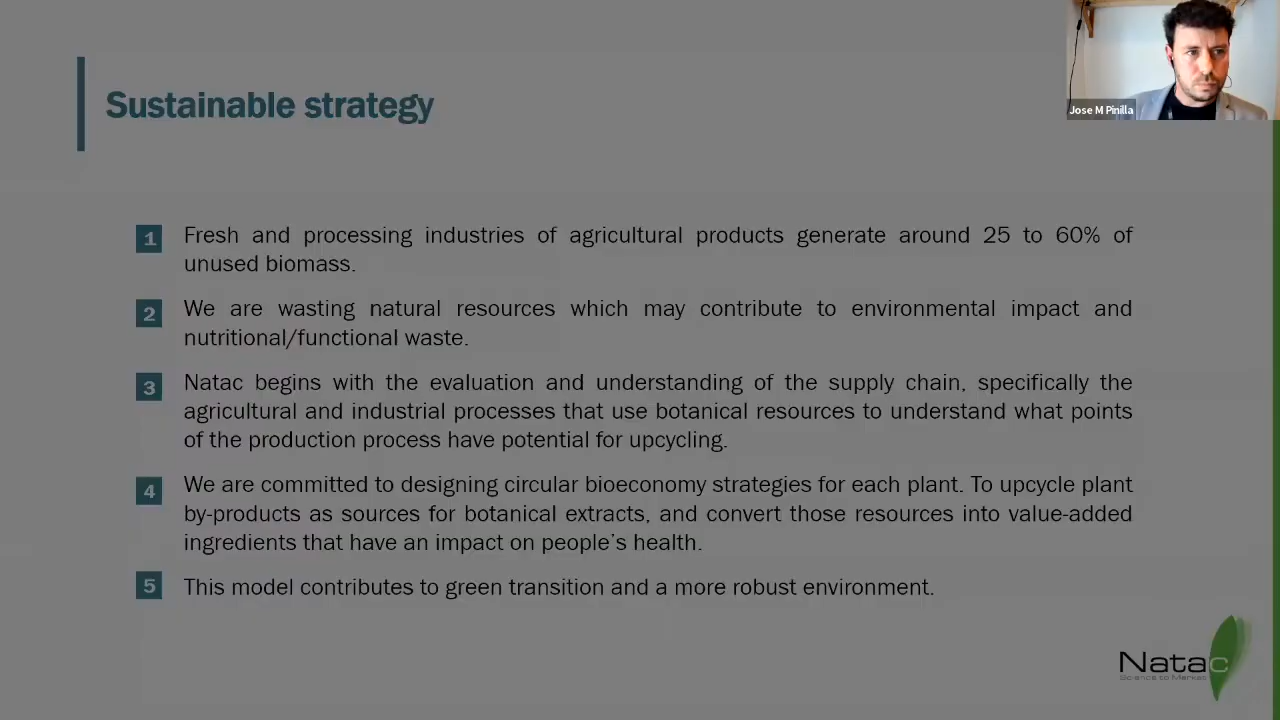 Jose M Pinilla
Sustainable strategy
1 Fresh and processing industries of agricultural products generate around 25 to 60% of
unused biomass.
2 We are wasting natural resources which may contribute to environmental impact and
nutritional/functional waste.
3 Natac begins with the evaluation and understanding of the supply chain, specifically the
agricultural and industrial processes that use botanical resources to understand what points
of the production process have potential for upcycling.
4 We are committed to designing circular bioeconomy strategies for each plant. To upcycle plant
by-products as sources for botanical extracts, and convert those resources into value-added
ingredients that have an impact on people’s health.
5 This model contributes to green transition and a more robust environment.
Natac
Science to Market